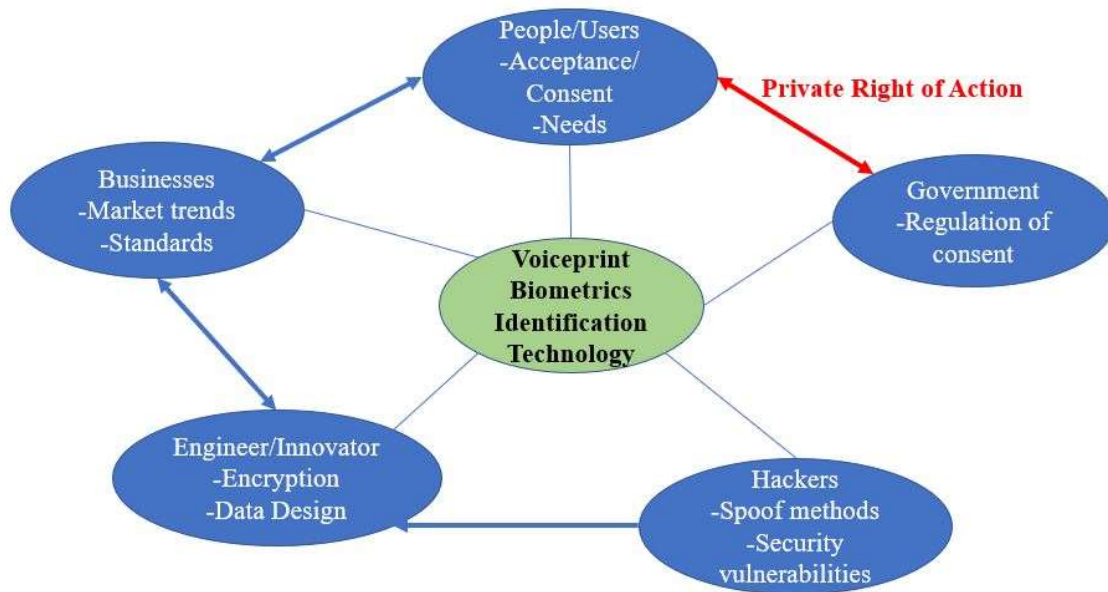 People/Users
-Acceptance/
Consent
-Needs
Private Right of Action
Businesses
-Market trends
-Standards
Government
-Regulation of
consent
Voiceprint
Biometrics
Identification
Technology
Engineer/Innovator
-Encryption
-Data Design
Hackers
-Spoof methods
-Security
vulnerabilities